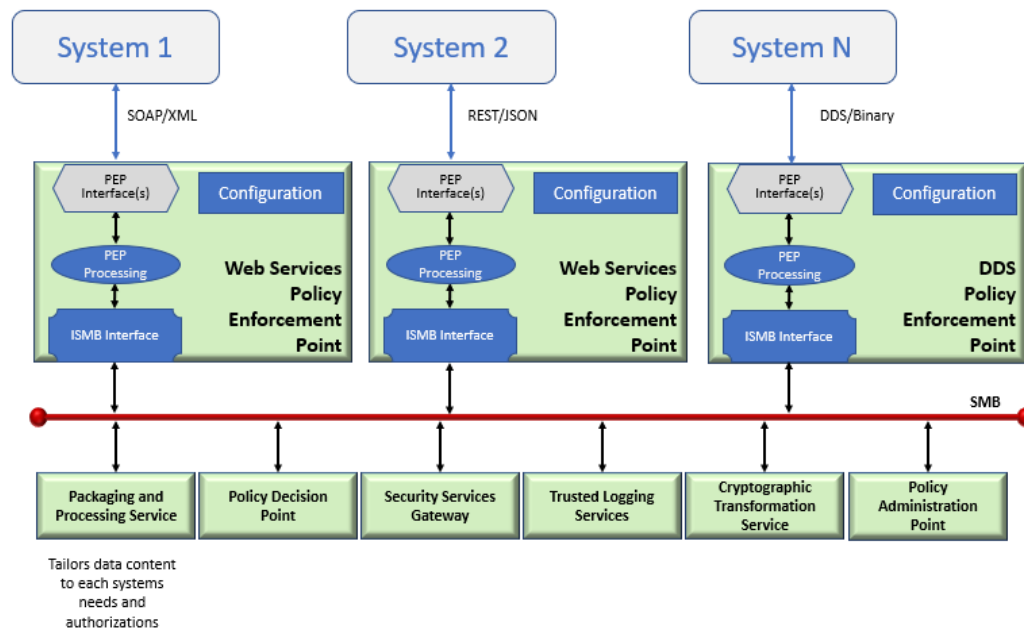 System 1
System 2
System N
SOAP/XML
REST/JSON
DDS/Binary
PEP
Interface(s)
Configuration
PEP
Processing
Web Services
Policy
Enforcement
Point
ISMB Interface
PEP
Interface(s)
Configuration
PEP
Processing
Web Services
Policy
Enforcement
Point
ISMB Interface
PEP
Interface(s)
Configuration
PEP
Processing
DDS
Policy
Enforcement
Point
ISMB Interface
SMB
Packaging and
Processing Service
Policy Decision
Point
Security Services
Gateway
Trusted Logging
Services
Cryptographic
Transformation
Service
Policy
Administration
Point
Tailors data content
to each systems
needs and
authorizations